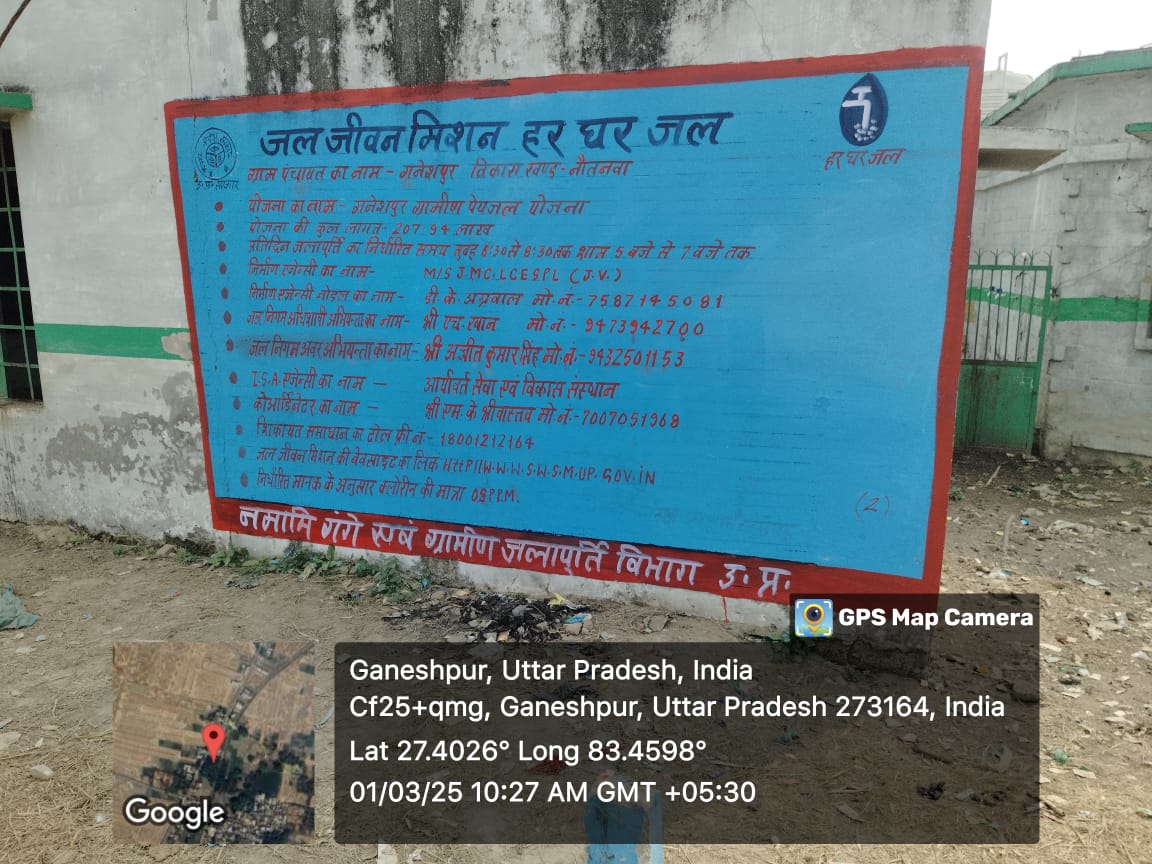 जल जीवन मिशन हर घर जल
उ.प्र. सरकार
हर घर जल
ग्राम पंचायत का नाम - गनेशपुर विकास खण्ड - नौतनवा
योजना का नाम - गनेशपुर ग्रामीण पेयजल योजना
योजना की कुल लागत - 207.94 लाख
प्रतिदिन जलापूर्ति का निर्धारित समय सुबह 6:30 से 8:30 तक शाम 5 बजे से 7 बजे तक
निर्माण एजेन्सी का नाम - M/S J.M.C.LCESPL (J.V.)
निर्माण एजेन्सी नोडल का नाम - डी. के. अग्रवाल मो. नं. - 7587145081
जल निगम अधिशासी अभियन्ता का नाम - श्री एच. खान मो. नं. - 9473942700
जल निगम अवर अभियन्ता का नाम - श्री अजीत कुमार सिंह मो. नं. - 9432501153
I.S.A. एजेन्सी का नाम — आर्यावर्त सेवा एवं विकास संस्थान
कोआर्डिनेटर का नाम — श्री एम. के श्रीवास्तव मो. नं. - 7007051968
शिकायत समाधान का टोल फ्री नं - 18001212164
जल जीवन मिशन की वेवसाइट का लिंक HttP//W.W.W.S.W.S.M.UP.GOV.iN
निर्धारित मानक के अनुसार क्लोरीन की मात्रा 0.5 P.P.M.
(2)
नमामि गंगे एवं ग्रामीण जलापूर्ति विभाग उ. प्र.
GPS Map Camera
Ganeshpur, Uttar Pradesh, India
Cf25+qmg, Ganeshpur, Uttar Pradesh 273164, India
Lat 27.4026° Long 83.4598°
01/03/25 10:27 AM GMT +05:30
Google